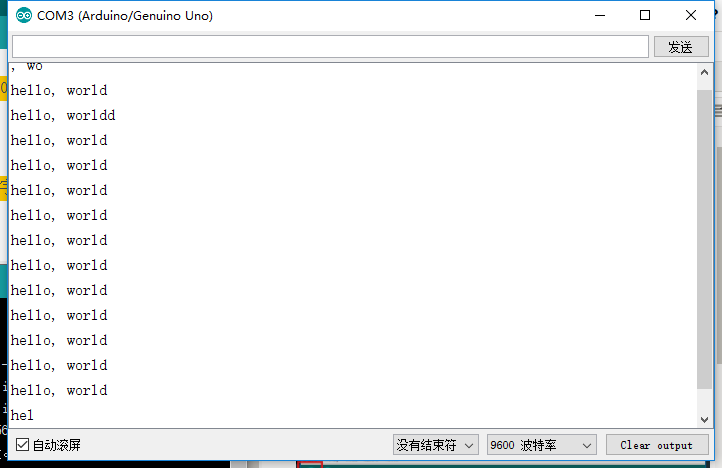 COM3 (Arduino/Genuino Uno)
发送
, wo
hello, world
hello, worldd
hello, world
hello, world
hello, world
hello, world
hello, world
hello, world
hello, world
hello, world
hello, world
hello, world
hello, world
hel
自动滚屏
没有结束符
9600 波特率
Clear output